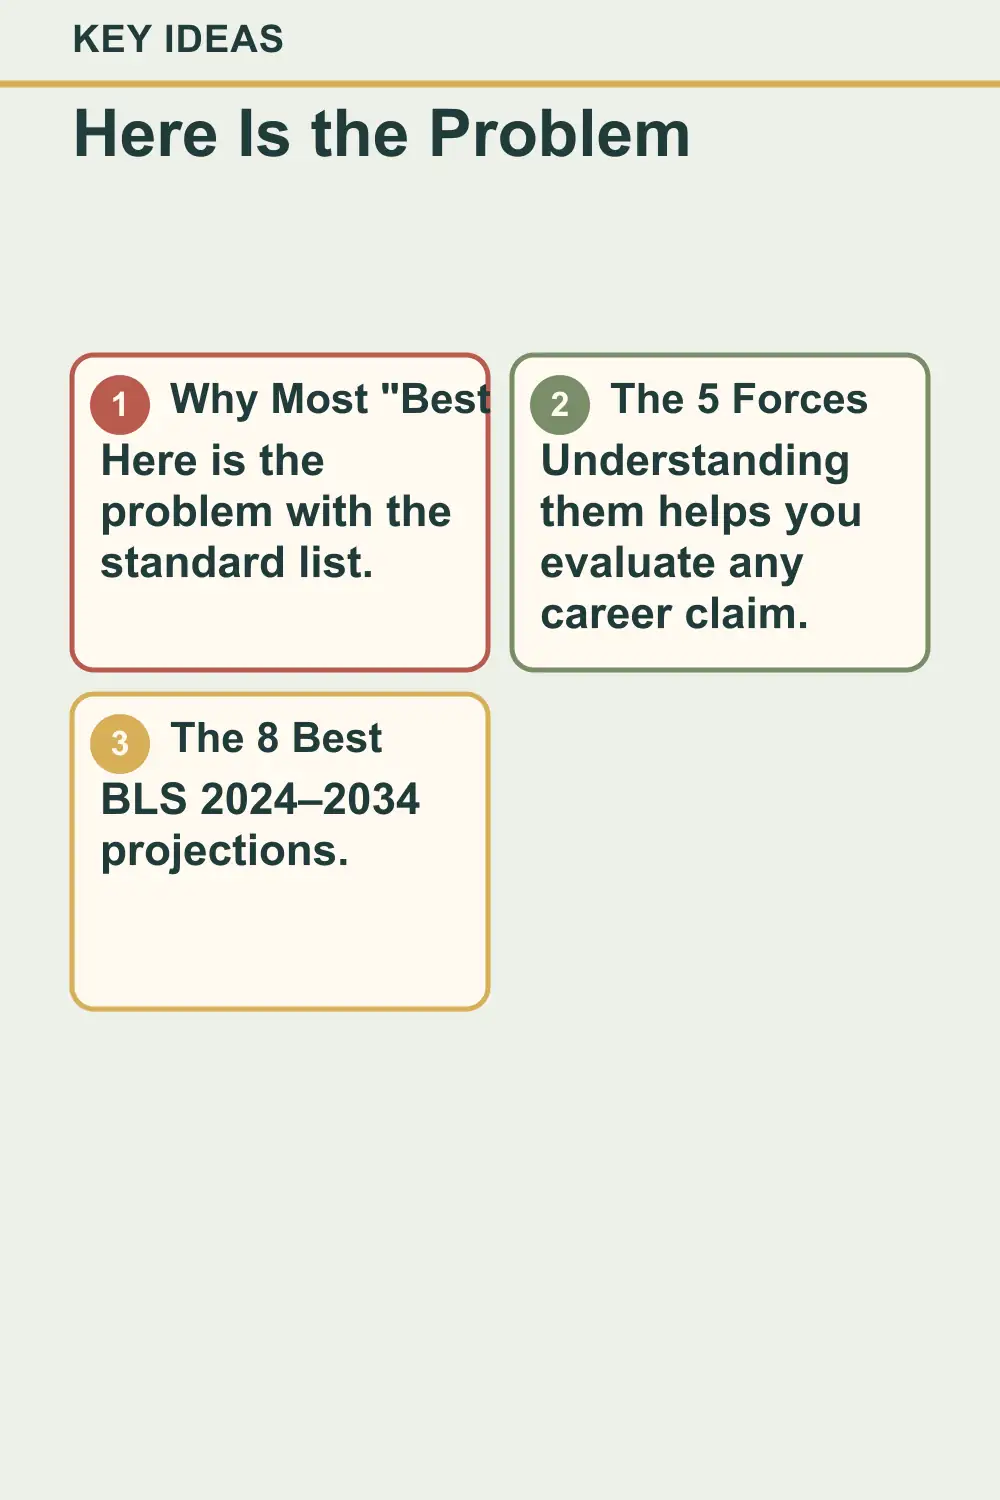 KEY IDEAS
Here Is the Problem
1
Why Most "Best
Here is the
problem with the
standard list.
2
The 5 Forces
Understanding
them helps you
evaluate any
career claim.
3
The 8 Best
BLS 2024–2034
projections.